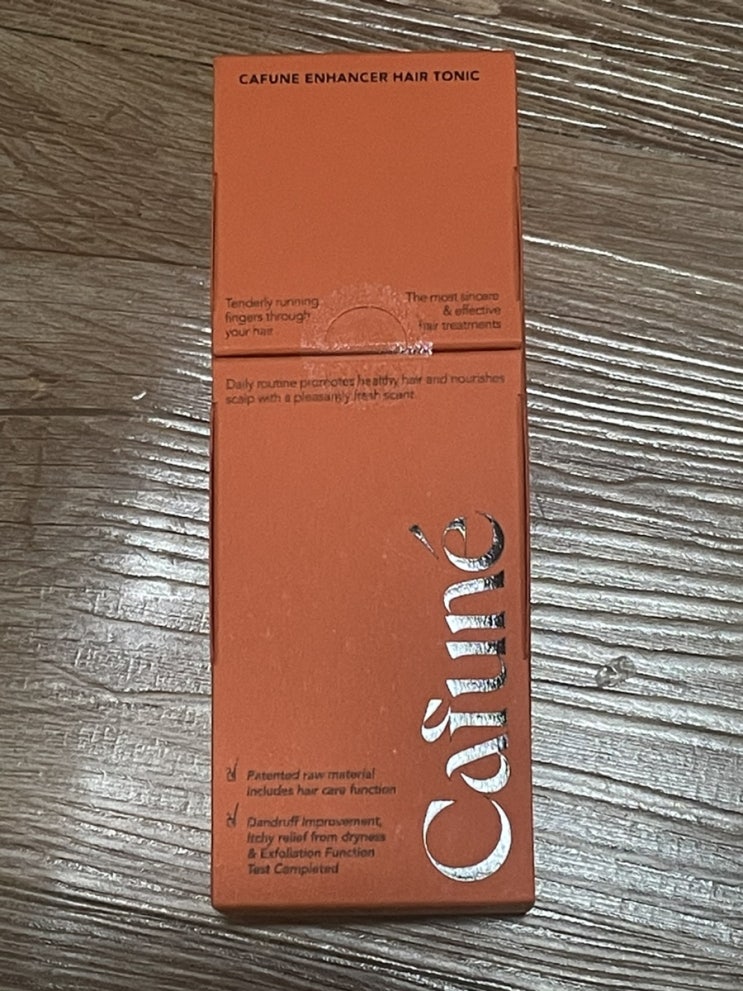 CAFUNE ENHANCER HAIR TONIC
Tenderly running
fingers through
your hair
The most sincere
& effective
hair treatments
Daily routine promotes healthy hair and nourishes
scalp with a pleasantly fresh scent.
Cafuné
Patented raw material
includes hair care function
Dandruff Improvement,
Itchy relief from dryness
& Exfoliation Function
Test Completed